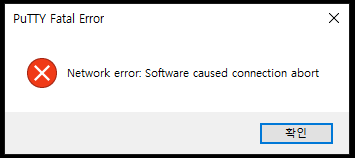 PuTTY Fatal Error
Network error: Software caused connection abort
확인